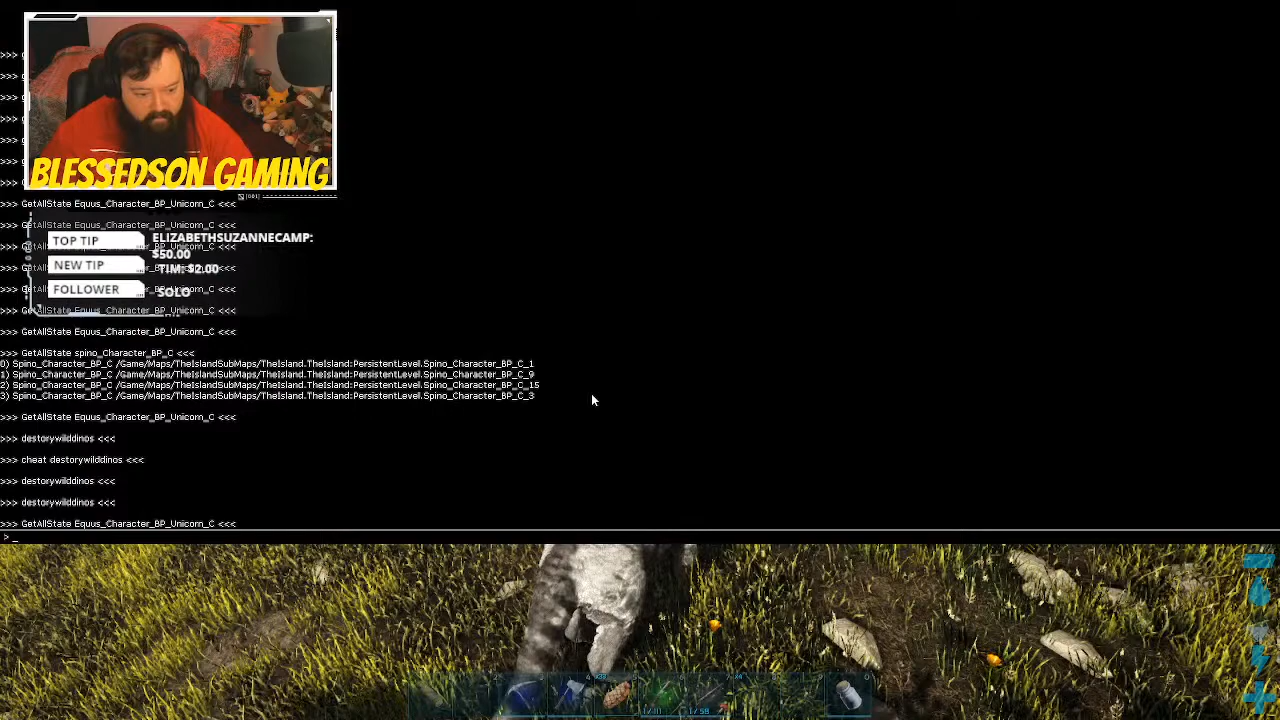 BLESSEDSON GAMING
>>> GetAllState Equus_Character_BP_Unicorn_C <<<
>>> GetAllState Equus_Character_BP_Unicorn_C <<<
TOP TIP ELIZABETHSUZANNECAMP: $50.00
NEW TIP TIM: $2.00
FOLLOWER SOLO
>>> GetAllState Equus_Character_BP_Unicorn_C <<<
>>> GetAllState Equus_Character_BP_Unicorn_C <<<
>>> GetAllState spino_Character_BP_C <<<
0) Spino_Character_BP_C /Game/Maps/TheIslandSubMaps/TheIsland.TheIsland:PersistentLevel.Spino_Character_BP_C_1
1) Spino_Character_BP_C /Game/Maps/TheIslandSubMaps/TheIsland.TheIsland:PersistentLevel.Spino_Character_BP_C_9
2) Spino_Character_BP_C /Game/Maps/TheIslandSubMaps/TheIsland.TheIsland:PersistentLevel.Spino_Character_BP_C_15
3) Spino_Character_BP_C /Game/Maps/TheIslandSubMaps/TheIsland.TheIsland:PersistentLevel.Spino_Character_BP_C_3
>>> GetAllState Equus_Character_BP_Unicorn_C <<<
>>> destorywilddinos <<<
>>> cheat destorywilddinos <<<
>>> destorywilddinos <<<
>>> destorywilddinos <<<
>>> GetAllState Equus_Character_BP_Unicorn_C <<<
>_